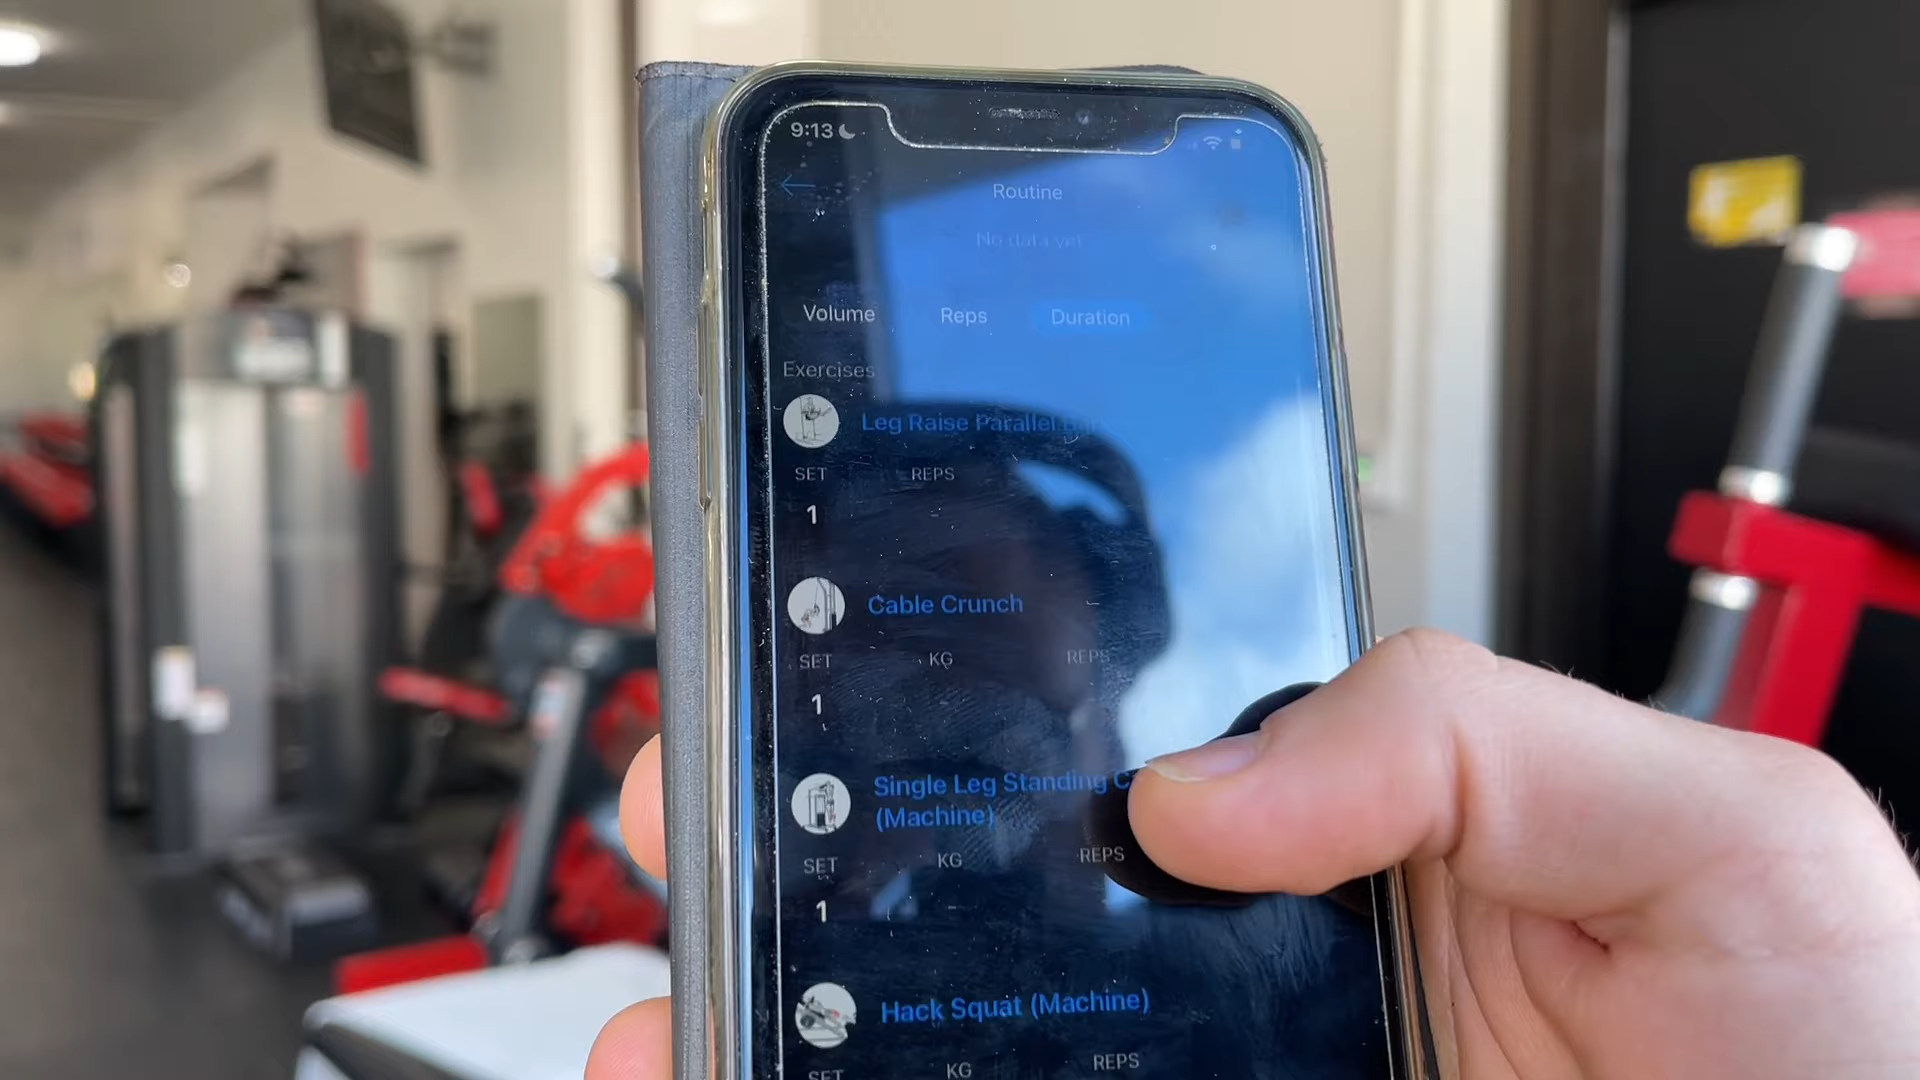 9:13
Routine
No data yet
Volume Reps Duration
Exercises
Leg Raise Parallel
SET REPS
1 -
Cable Crunch
SET KG REPS
1
Single Leg Standing C
(Machine)
SET KG REPS
1 -
Hack Squat (Machine)
SET KG REPS